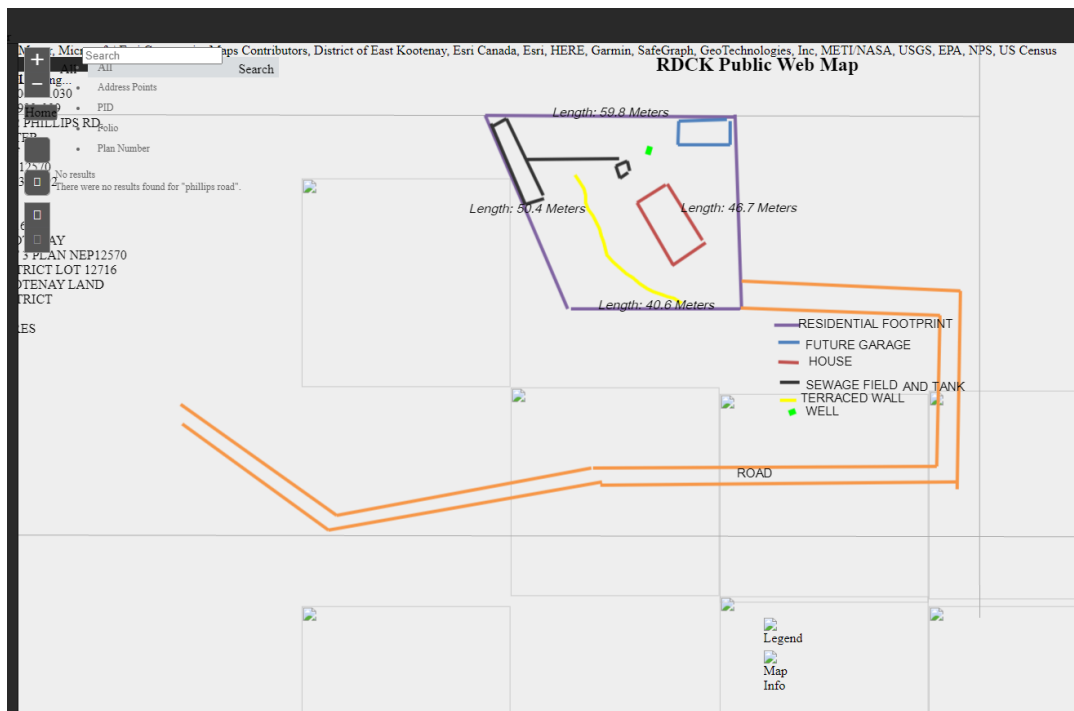 Maps Contributors, District of East Kootenay, Esri Canada, Esri, HERE, Garmin, SafeGraph, GeoTechnologies, Inc, METI/NASA, USGS, EPA, NPS, US Census
RDCK Public Web Map
+
Search
−
All
Search
All
Address Points
1030
Home
PID
PHILLIPS RD
Folio
Plan Number
12570
No results
There were no results found for "phillips road".
3 PLAN NEP12570
LOT 12716
LAND
Length: 59.8 Meters
Length: 50.4 Meters
Length: 46.7 Meters
Length: 40.6 Meters
RESIDENTIAL FOOTPRINT
FUTURE GARAGE
HOUSE
SEWAGE FIELD AND TANK
TERRACED WALL
WELL
ROAD
Legend
Map
Info